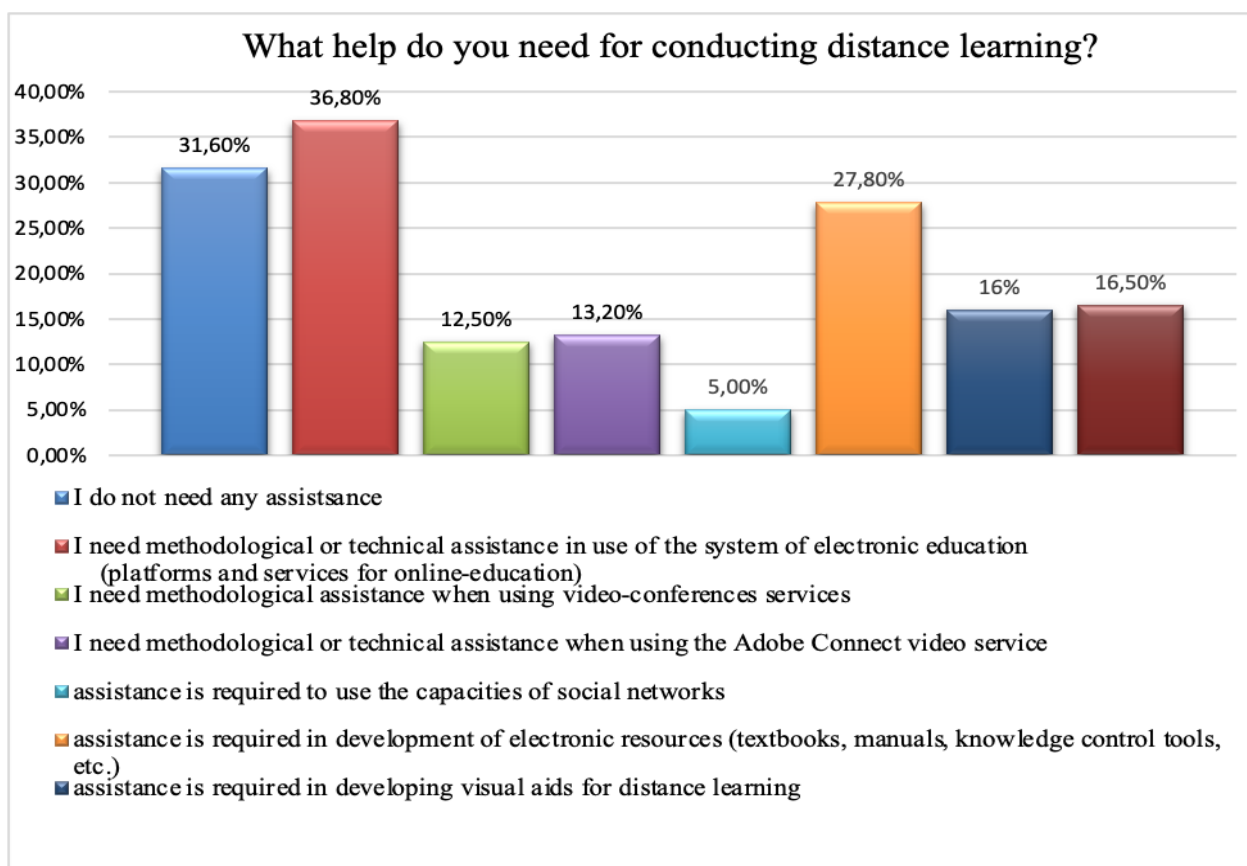 What help do you need for conducting distance learning?
40,00%
35,00%
30,00%
25,00%
20,00%
15,00%
10,00%
5,00%
0,00%
31,60%
36,80%
12,50%
13,20%
5,00%
27,80%
16%
16,50%
I do not need any assistsance
I need methodological or technical assistance in use of the system of electronic education
(platforms and services for online-education)
I need methodological assistance when using video-conferences services
I need methodological or technical assistance when using the Adobe Connect video service
assistance is required to use the capacities of social networks
assistance is required in development of electronic resources (textbooks, manuals, knowledge control tools,
etc.)
assistance is required in developing visual aids for distance learning